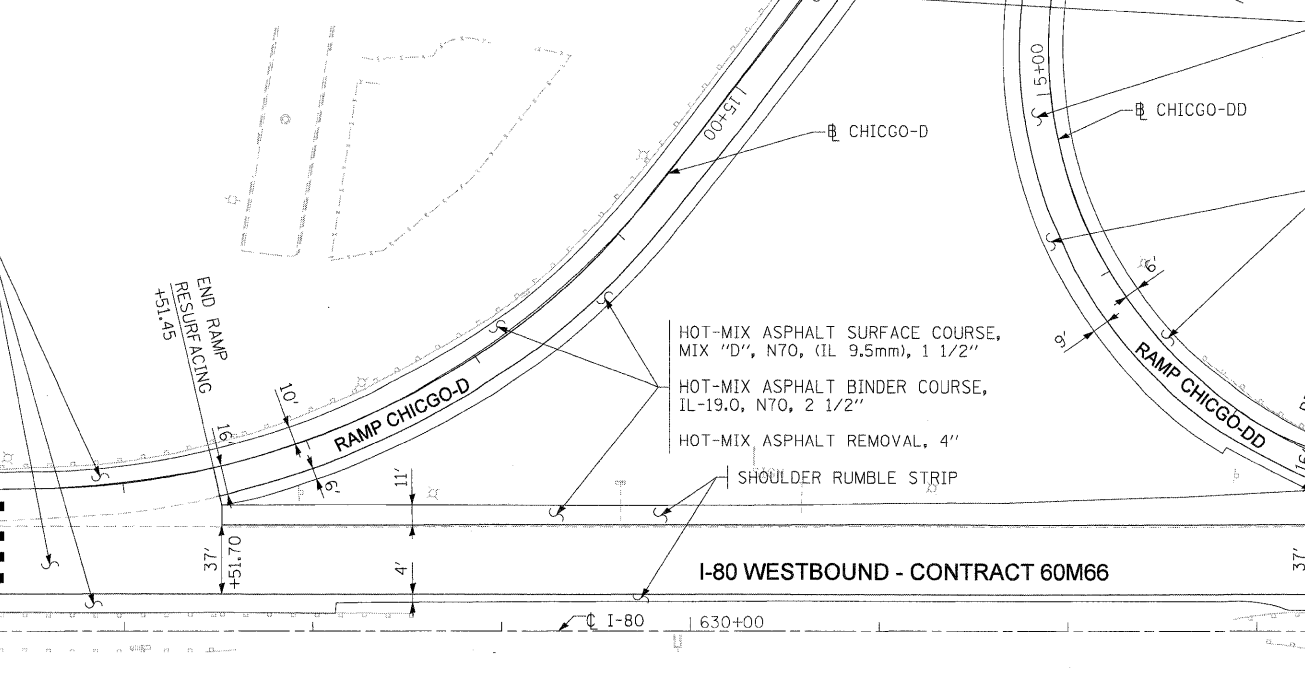 15+00
℄ CHICGO-D
15+00
℄ CHICGO-DD
END RAMP
RESURFACING
+51.45
6'
9'
RAMP CHICGO-DD
HOT-MIX ASPHALT SURFACE COURSE,
MIX "D", N70, (IL 9.5mm), 1 1/2"
HOT-MIX ASPHALT BINDER COURSE,
IL-19.0, N70, 2 1/2"
HOT-MIX ASPHALT REMOVAL, 4"
10'
16'
RAMP CHICGO-D
6'
11'
SHOULDER RUMBLE STRIP
37'
+51.70
4'
I-80 WESTBOUND - CONTRACT 60M66
37'
℄ I-80
630+00